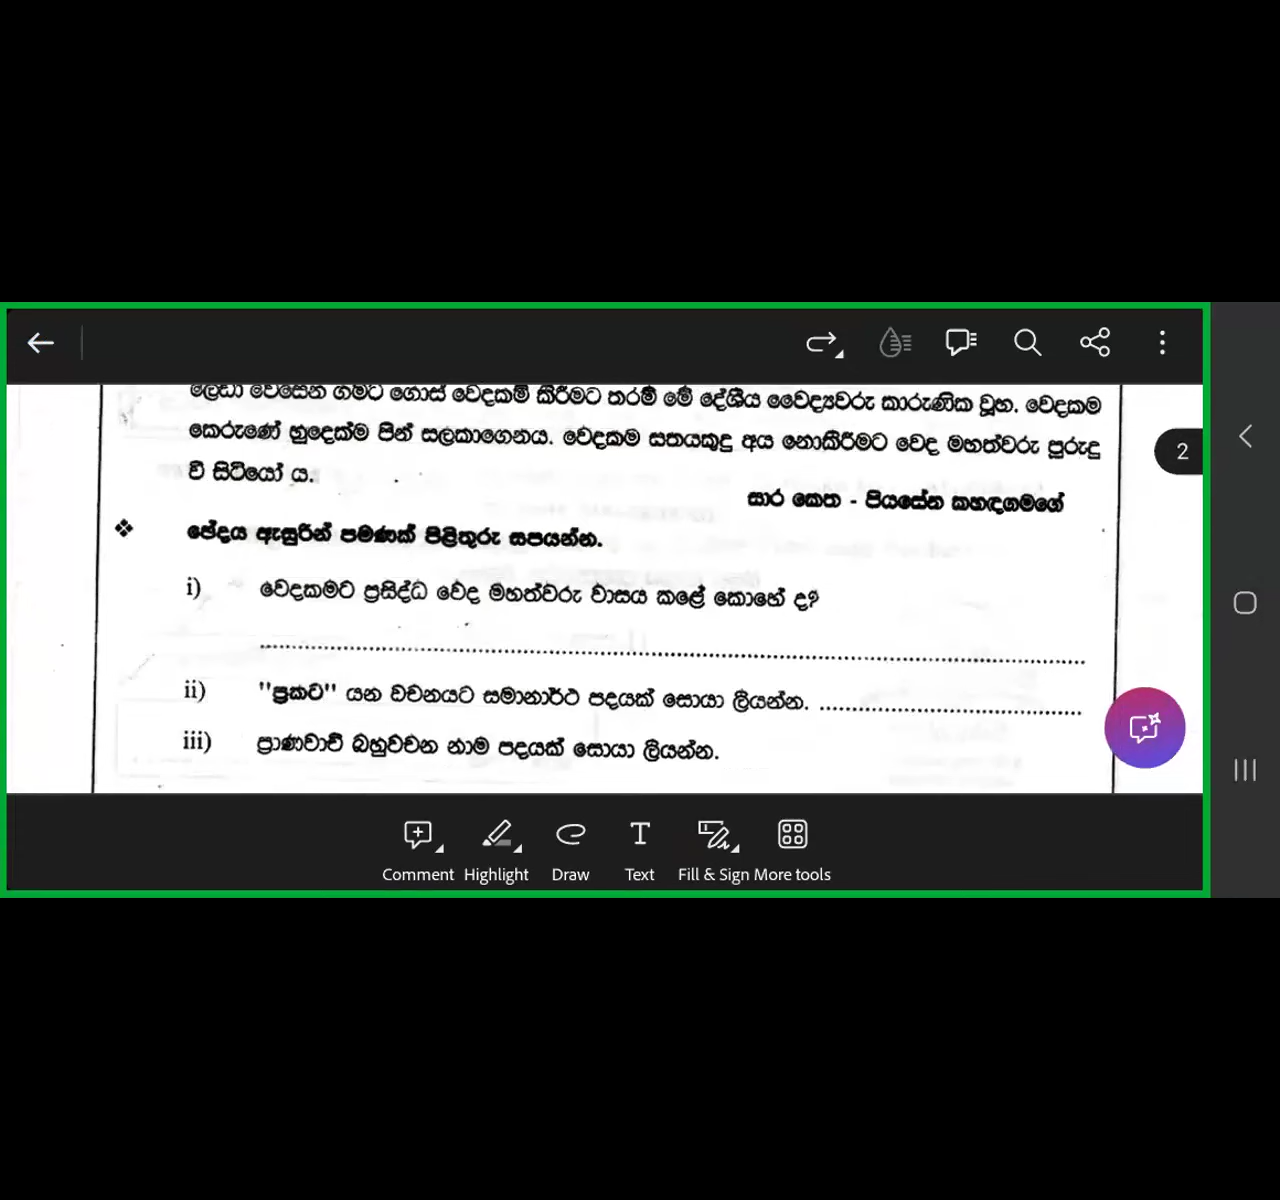 2
ලෙඩා වෙසෙන ගමට ගොස් වෙදකම් කිරීමට තරම් මේ දේශීය වෛද්‍යවරු කාරුණික වූහ. වෙදකම
කෙරුණේ හුදෙක්ම පින් සලකාගෙනය. වෙදකම සතයකුදු අය නොකිරීමට වෙද මහත්වරු පුරුදු
වී සිටියෝ ය.
සාර කෙත - පියසේන කහඳගමගේ
❖ ඡේදය ඇසුරින් පමණක් පිළිතුරු සපයන්න.
i) වෙදකමට ප්‍රසිද්ධ වෙද මහත්වරු වාසය කළේ කොහේ ද?
ii) "ප්‍රකට" යන වචනයට සමානාර්ථ පදයක් සොයා ලියන්න.
iii) ප්‍රාණවාචී බහුවචන නාම පදයක් සොයා ලියන්න.
Comment Highlight Draw Text Fill & Sign More tools